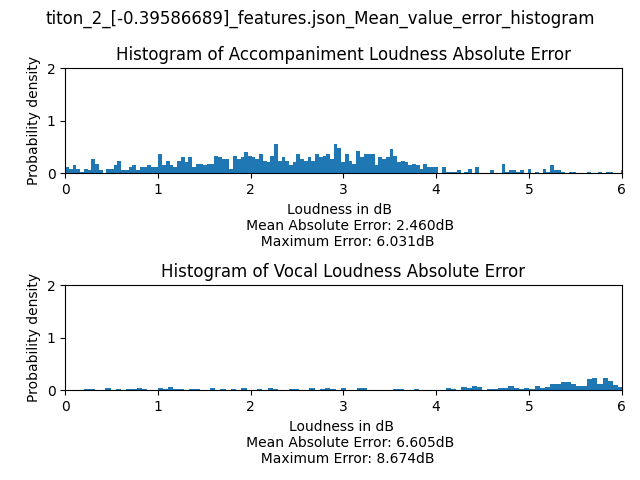 titon_2_[-0.39586689]_features.json_Mean_value_error_histogram
Histogram of Accompaniment Loudness Absolute Error
Probability density
2
1
0
0 1 2 3 4 5 6
Loudness in dB
Mean Absolute Error: 2.460dB
Maximum Error: 6.031dB
Histogram of Vocal Loudness Absolute Error
Probability density
2
1
0
0 1 2 3 4 5 6
Loudness in dB
Mean Absolute Error: 6.605dB
Maximum Error: 8.674dB